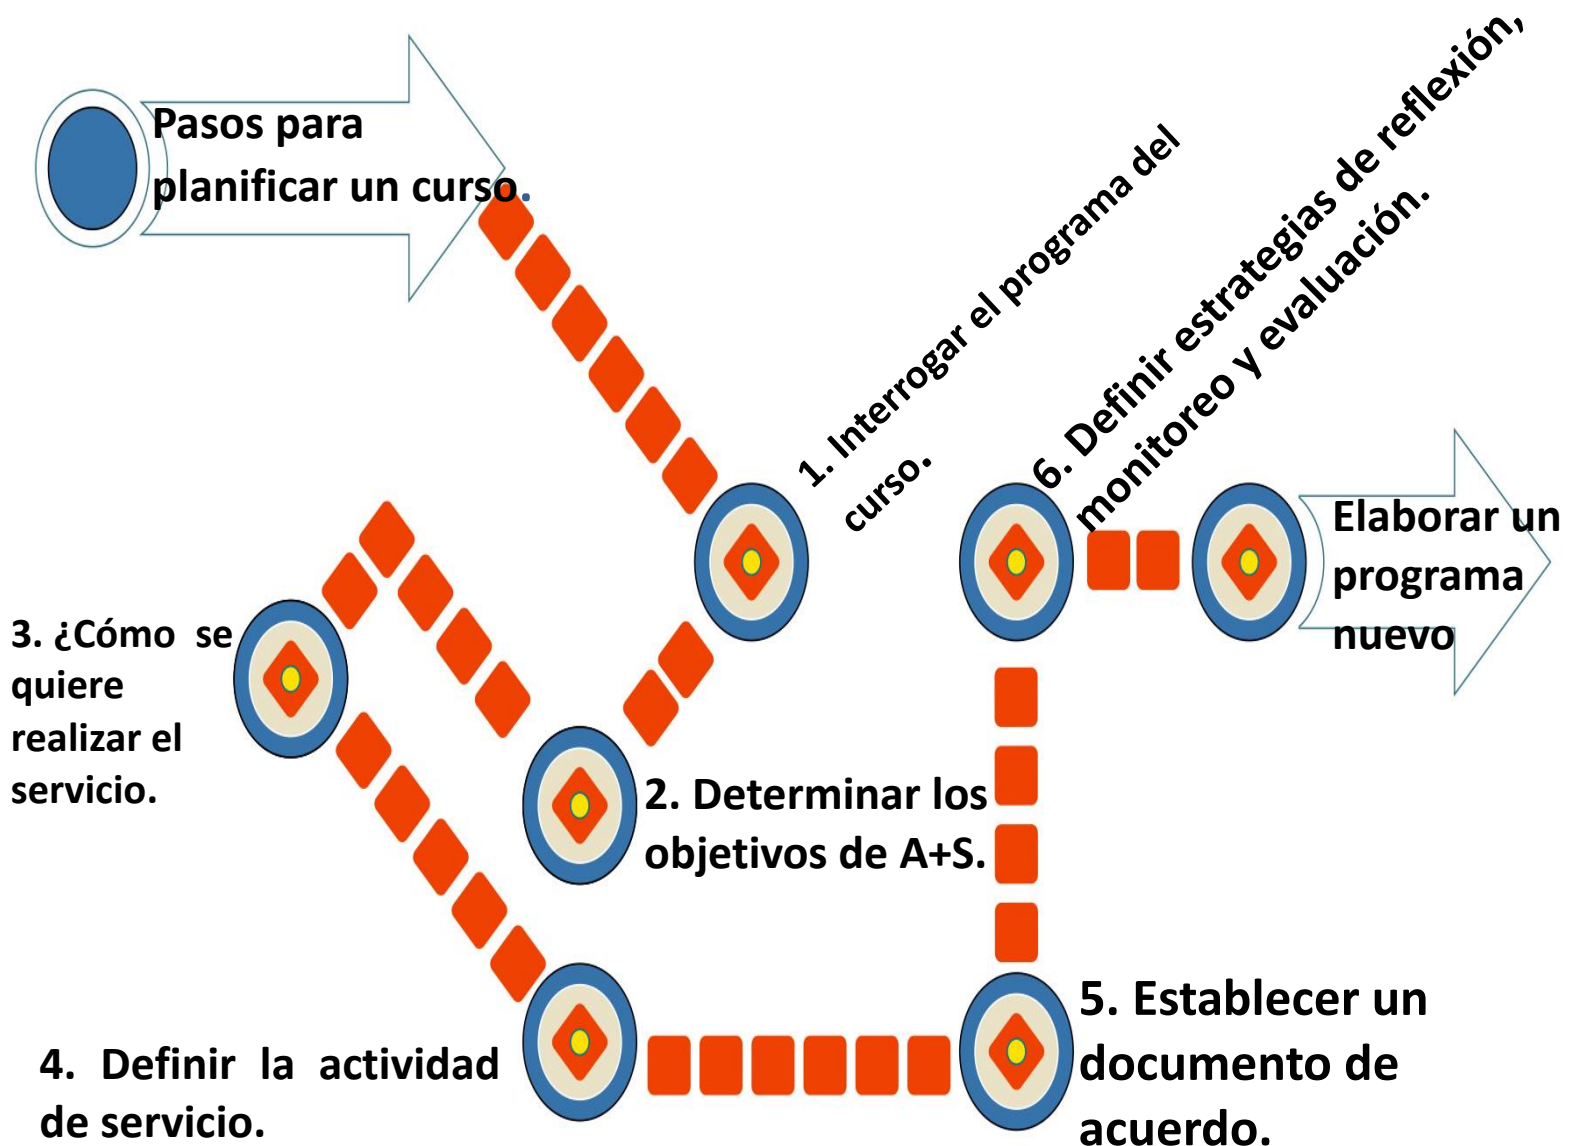 Pasos para
planificar un curso.
1. Interrogar el programa del
curso.
2. Determinar los
objetivos de A+S.
3. ¿Cómo se
quiere
realizar el
servicio.
4. Definir la actividad
de servicio.
5. Establecer un
documento de
acuerdo.
6. Definir estrategias de reflexión,
monitoreo y evaluación.
Elaborar un
programa
nuevo